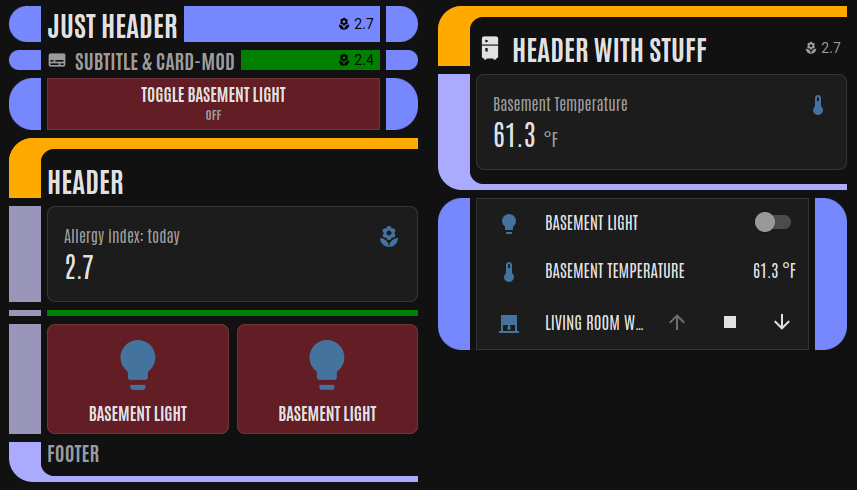 JUST HEADER 2.7
SUBTITLE & CARD-MOD 2.4
TOGGLE BASEMENT LIGHT
OFF
HEADER
Allergy index: today
2.7
BASEMENT LIGHT BASEMENT LIGHT
FOOTER
HEADER WITH STUFF 2.7
Basement Temperature
61.3 °F
BASEMENT LIGHT
BASEMENT TEMPERATURE 61.3 °F
LIVING ROOM W...